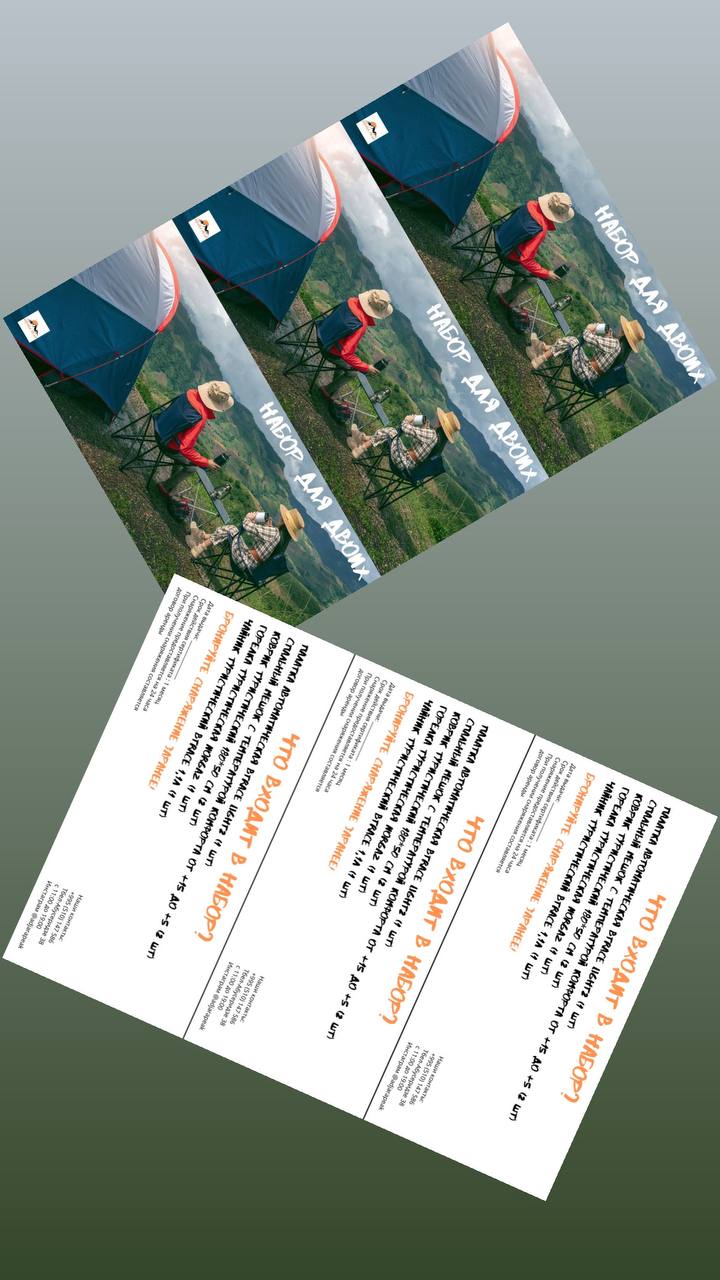 НАБОР ДЛЯ ДВОИХ
НАБОР ДЛЯ ДВОИХ
НАБОР ДЛЯ ДВОИХ
ЧТО ВХОДИТ В НАБОР?
ПАЛАТКА АВТОМАТИЧЕСКАЯ BTRACE LIGHT2 (1 ШТ)
СПАЛЬНЫЙ МЕШОК С ТЕМПЕРАТУРОЙ КОМФОРТА ОТ +15 ДО +5 (2 ШТ)
КОВРИК ТУРИСТИЧЕСКИЙ 180*50 СМ (2 ШТ)
ГОРЕЛКА ТУРИСТИЧЕСКАЯ NORGAZ (1 ШТ)
ЧАЙНИК ТУРИСТИЧЕСКИЙ BTRACE 1,1Л (1 ШТ)
БРОНИРУЙТЕ СНАРЯЖЕНИЕ ЗАРАНЕЕ!
Дата выдачи:____________
Срок действия сертификата : 1 месяц
Снаряжение предоставляется на 24 часа
При получении снаряжения составляется
договор аренды
Наши контакты:
+995 (510) 147 586
Тбел-Абусеридзе 38
с 11:00 до 19:00
Инстаграм @adjarapeak
ЧТО ВХОДИТ В НАБОР?
ПАЛАТКА АВТОМАТИЧЕСКАЯ BTRACE LIGHT2 (1 ШТ)
СПАЛЬНЫЙ МЕШОК С ТЕМПЕРАТУРОЙ КОМФОРТА ОТ +15 ДО +5 (2 ШТ)
КОВРИК ТУРИСТИЧЕСКИЙ 180*50 СМ (2 ШТ)
ГОРЕЛКА ТУРИСТИЧЕСКАЯ NORGAZ (1 ШТ)
ЧАЙНИК ТУРИСТИЧЕСКИЙ BTRACE 1,1Л (1 ШТ)
БРОНИРУЙТЕ СНАРЯЖЕНИЕ ЗАРАНЕЕ!
Дата выдачи:____________
Срок действия сертификата : 1 месяц
Снаряжение предоставляется на 24 часа
При получении снаряжения составляется
договор аренды
Наши контакты:
+995 (510) 147 586
Тбел-Абусеридзе 38
с 11:00 до 19:00
Инстаграм @adjarapeak
ЧТО ВХОДИТ В НАБОР?
ПАЛАТКА АВТОМАТИЧЕСКАЯ BTRACE LIGHT2 (1 ШТ)
СПАЛЬНЫЙ МЕШОК С ТЕМПЕРАТУРОЙ КОМФОРТА ОТ +15 ДО +5 (2 ШТ)
КОВРИК ТУРИСТИЧЕСКИЙ 180*50 СМ (2 ШТ)
ГОРЕЛКА ТУРИСТИЧЕСКАЯ NORGAZ (1 ШТ)
ЧАЙНИК ТУРИСТИЧЕСКИЙ BTRACE 1,1Л (1 ШТ)
БРОНИРУЙТЕ СНАРЯЖЕНИЕ ЗАРАНЕЕ!
Дата выдачи:____________
Срок действия сертификата : 1 месяц
Снаряжение предоставляется на 24 часа
При получении снаряжения составляется
договор аренды
Наши контакты:
+995 (510) 147 586
Тбел-Абусеридзе 38
с 11:00 до 19:00
Инстаграм @adjarapeak